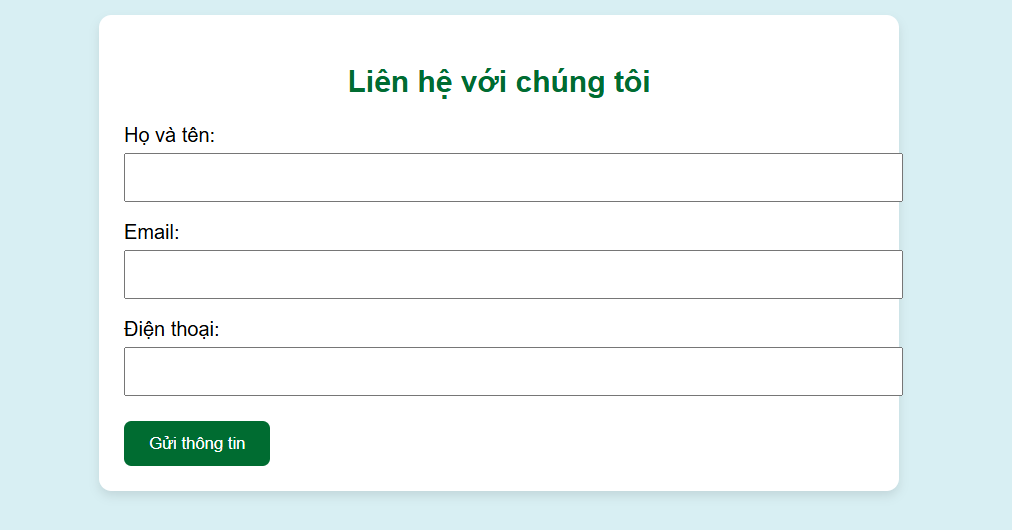 Liên hệ với chúng tôi
Họ và tên:
Email:
Điện thoại:
Gửi thông tin